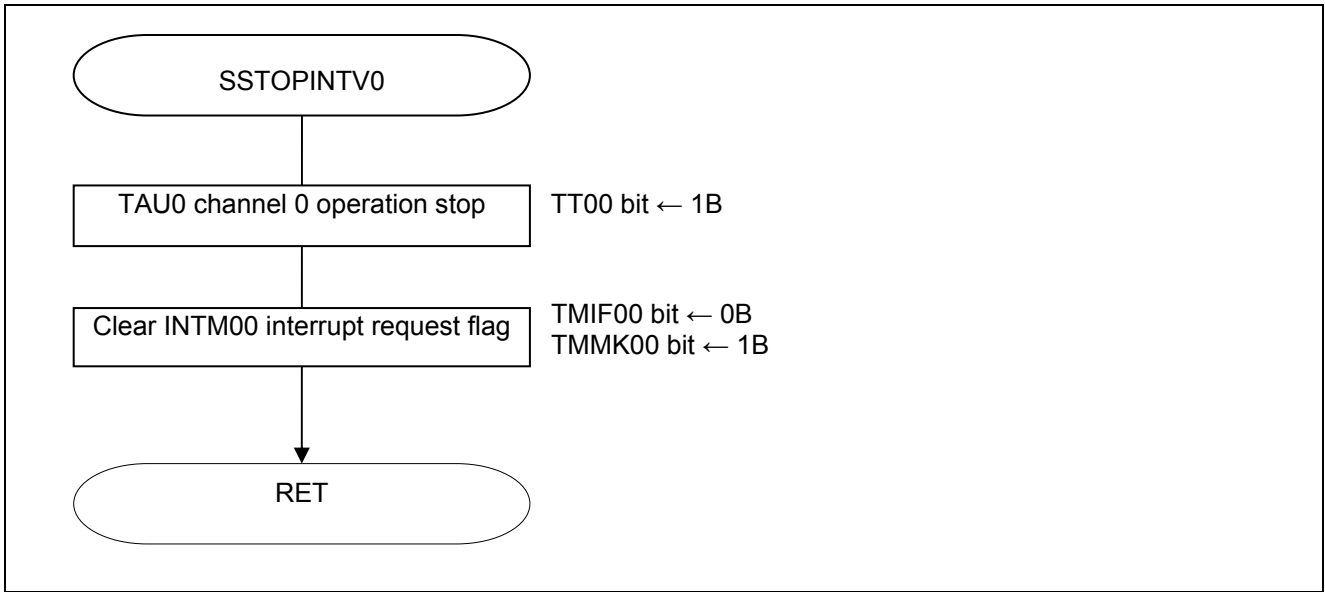 SSTOPINTV0
TAU0 channel 0 operation stop
TT00 bit ← 1B
Clear INTM00 interrupt request flag
TMIF00 bit ← 0B
TMMK00 bit ← 1B
RET